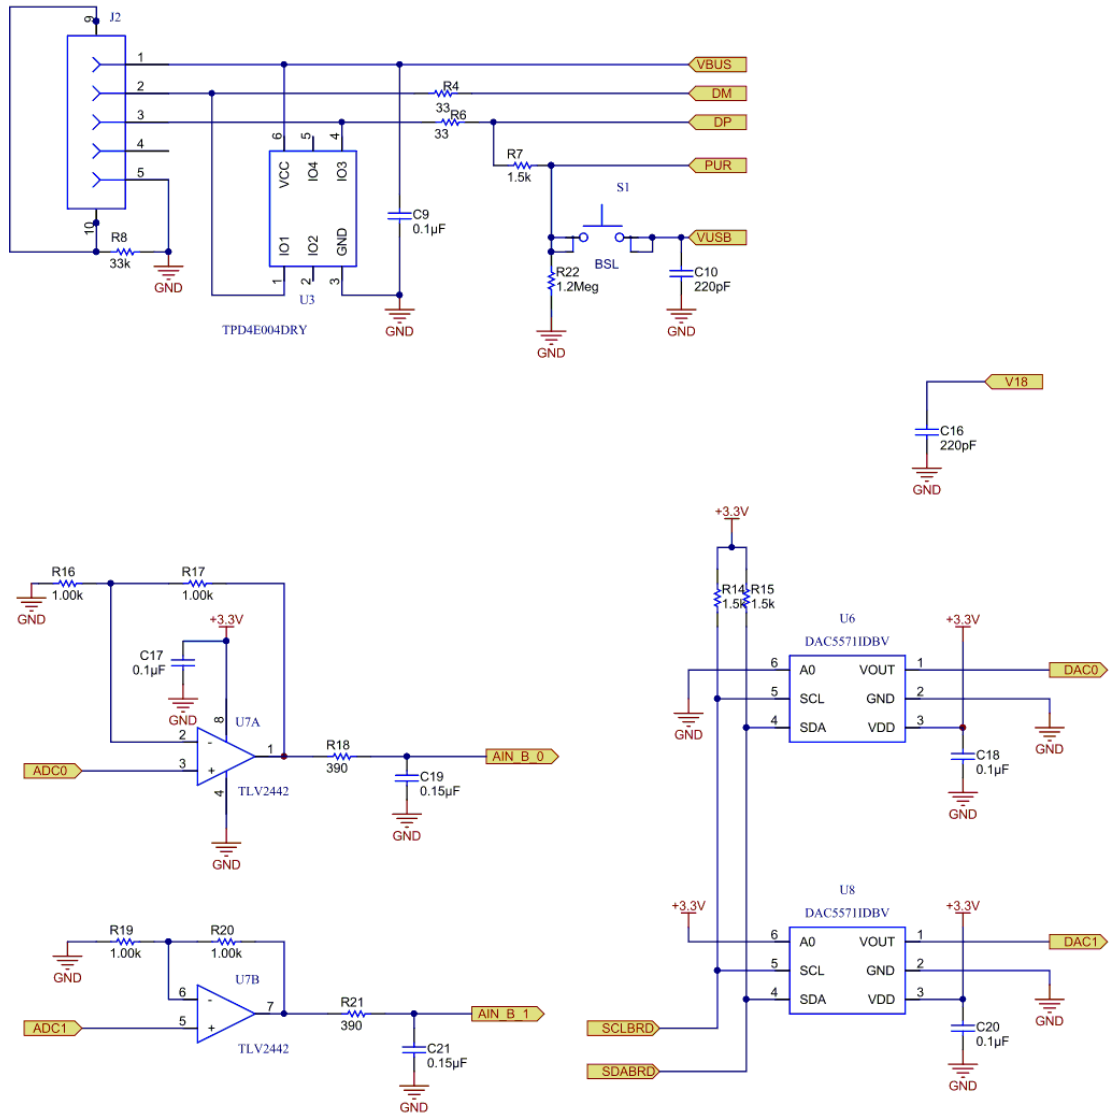 J2
9
1
2
3
4
5
10
VBUS
DM
DP
PUR
VUSB
R4
33
R6
33
R7
1.5k
S1
BSL
6
5
4
VCC
IO4
IO3
IO1
IO2
GND
1
2
3
U3
TPD4E004DRY
C9
0.1µF
GND
R8
33k
GND
R22
1.2Meg
GND
C10
220pF
GND
V18
C16
220pF
GND
R16
1.00k
GND
R17
1.00k
+3.3V
C17
0.1µF
GND
U7A
8
2
-
3
+
1
4
TLV2442
GND
ADC0
R18
390
AIN_B_0
C19
0.15µF
GND
R19
1.00k
GND
R20
1.00k
U7B
6
-
5
+
7
TLV2442
ADC1
R21
390
AIN_B_1
C21
0.15µF
GND
+3.3V
R14
1.5k
R15
1.5k
U6
DAC5571IDBV
+3.3V
6 A0 VOUT 1
5 SCL GND 2
4 SDA VDD 3
DAC0
GND
GND
C18
0.1µF
GND
U8
DAC5571IDBV
+3.3V
+3.3V
6 A0 VOUT 1
5 SCL GND 2
4 SDA VDD 3
DAC1
GND
C20
0.1µF
GND
SCLBRD
SDABRD